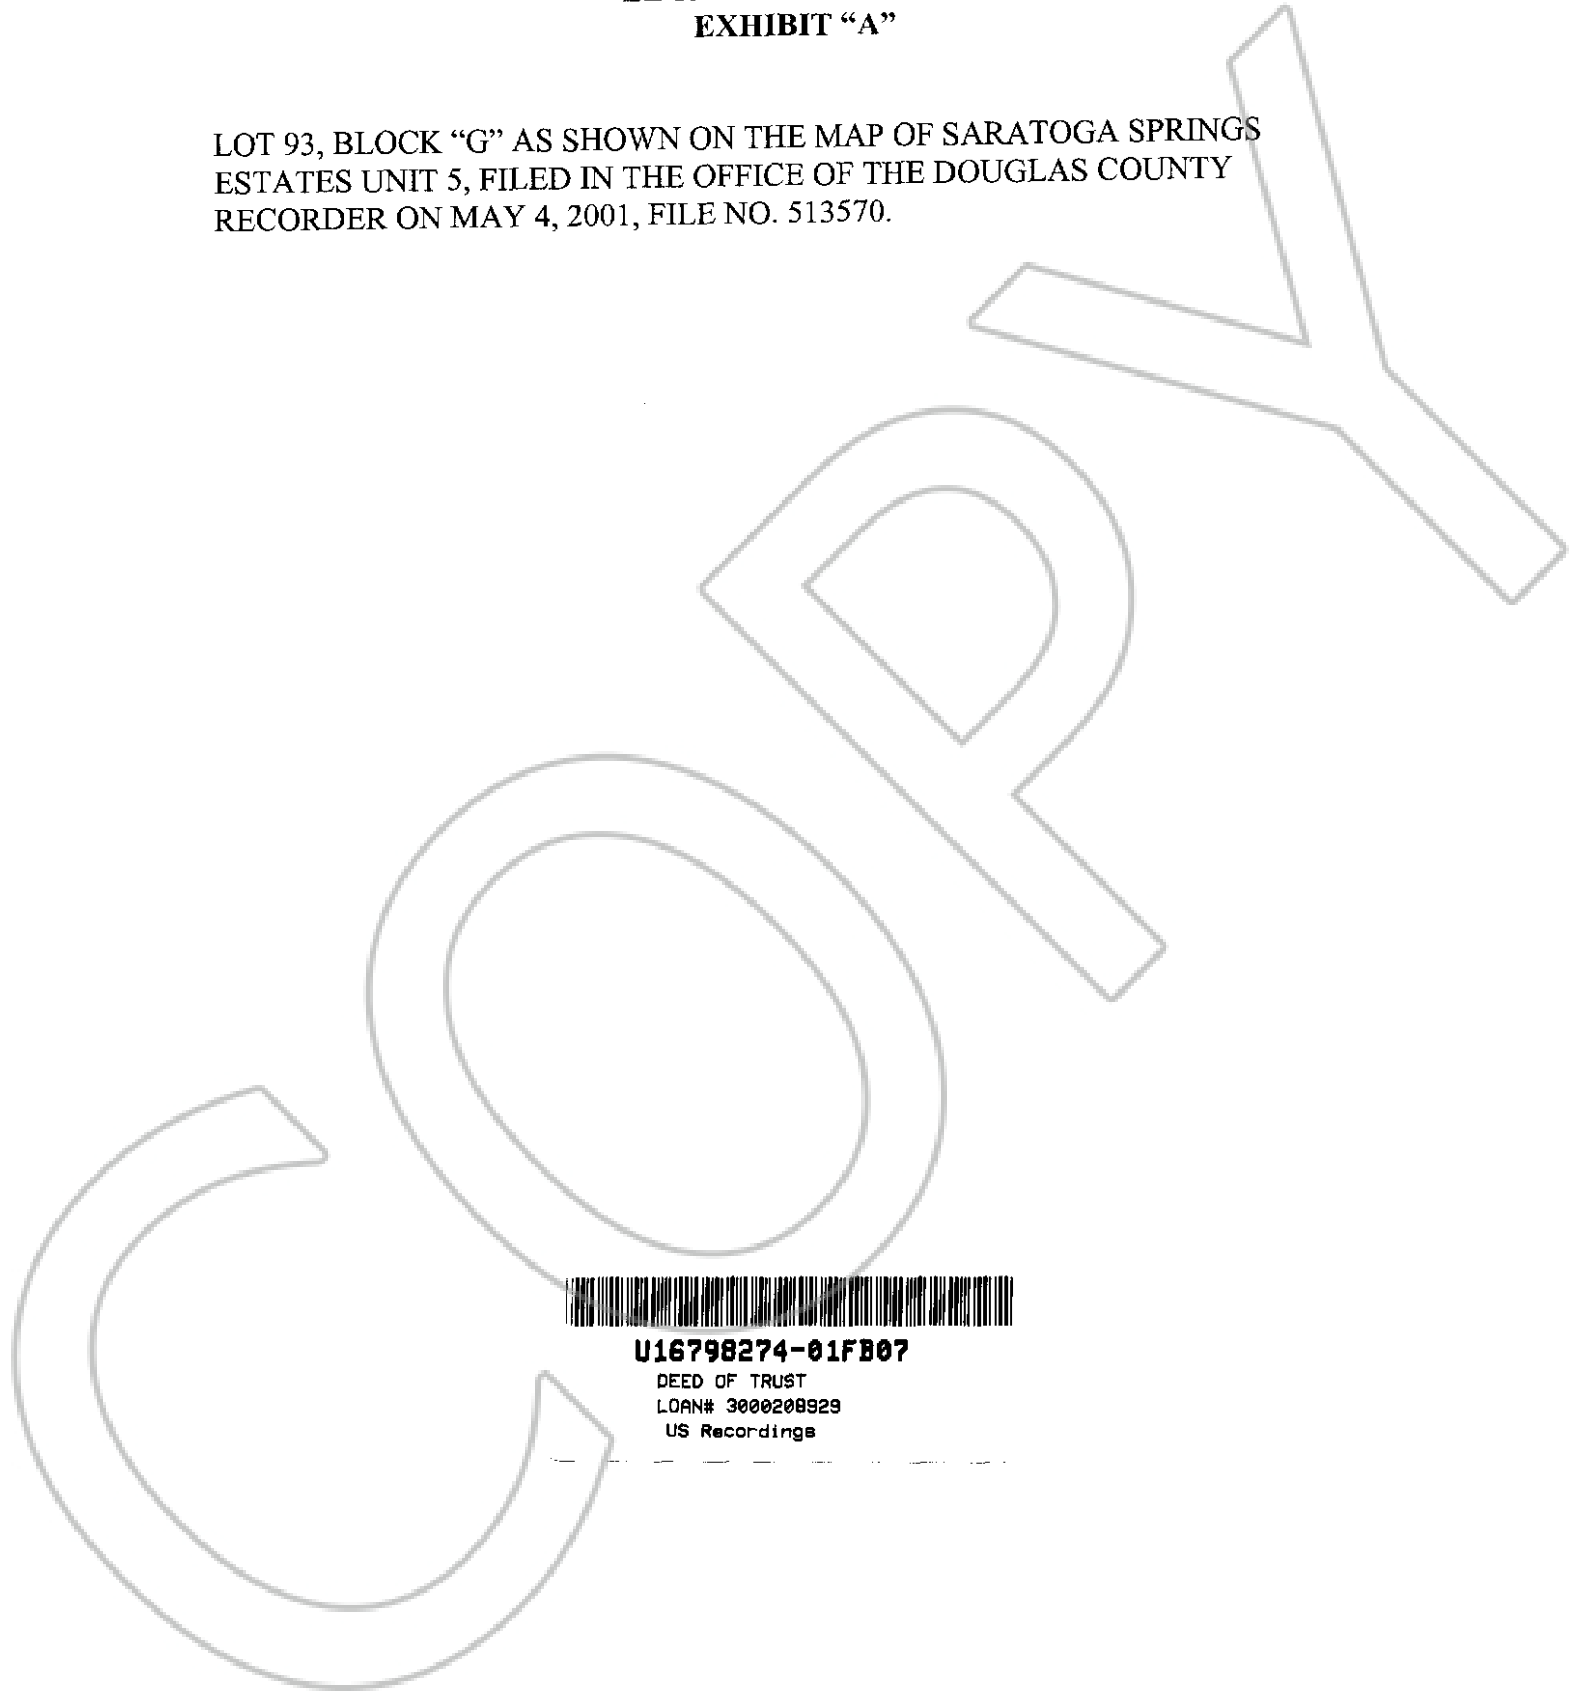 EXHIBIT “A”
LOT 93, BLOCK “G” AS SHOWN ON THE MAP OF SARATOGA SPRINGS
ESTATES UNIT 5, FILED IN THE OFFICE OF THE DOUGLAS COUNTY
RECORDER ON MAY 4, 2001, FILE NO. 513570.
COPY
U16798274-01FB07
DEED OF TRUST
LOAN# 3000208929
US Recordings